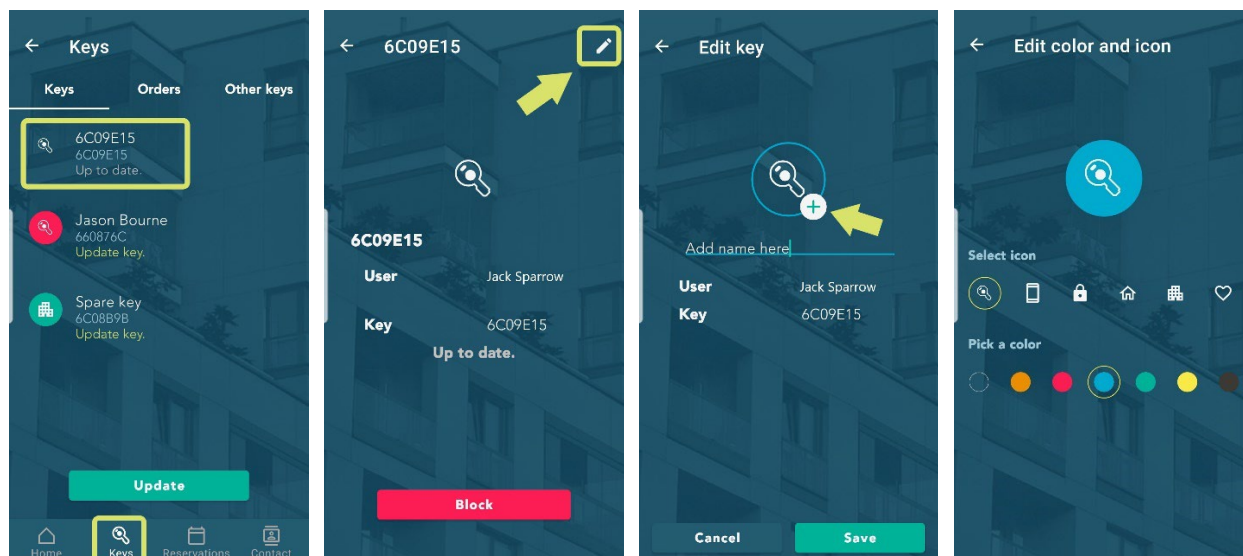 Keys
Keys Orders Other keys
6C09E15
6C09E15
Up to date.
Jason Bourne
660876C
Update key.
Spare key
6C08B9B
Update key.
Update
Home Keys Reservations Contact
6C09E15
6C09E15
User Jack Sparrow
Key 6C09E15
Up to date.
Block
Edit key
Add name here
User Jack Sparrow
Key 6C09E15
Cancel Save
Edit color and icon
Select icon
Pick a color